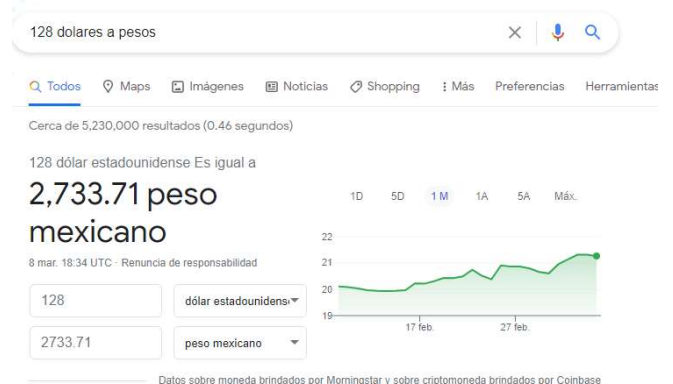 128 dolares a pesos
Todos Maps Imágenes Noticias Shopping Más Preferencias Herramientas
Cerca de 5,230,000 resultados (0.46 segundos)
128 dólar estadounidense Es igual a
2,733.71 peso
mexicano
8 mar. 18:34 UTC · Renuncia de responsabilidad
128 dólar estadounidens
2733.71 peso mexicano
1D 5D 1 M 1A 5A Máx.
22
21
20
19
17 feb. 27 feb.
Datos sobre moneda brindados por Morningstar y sobre criptomoneda brindados por Coinbase